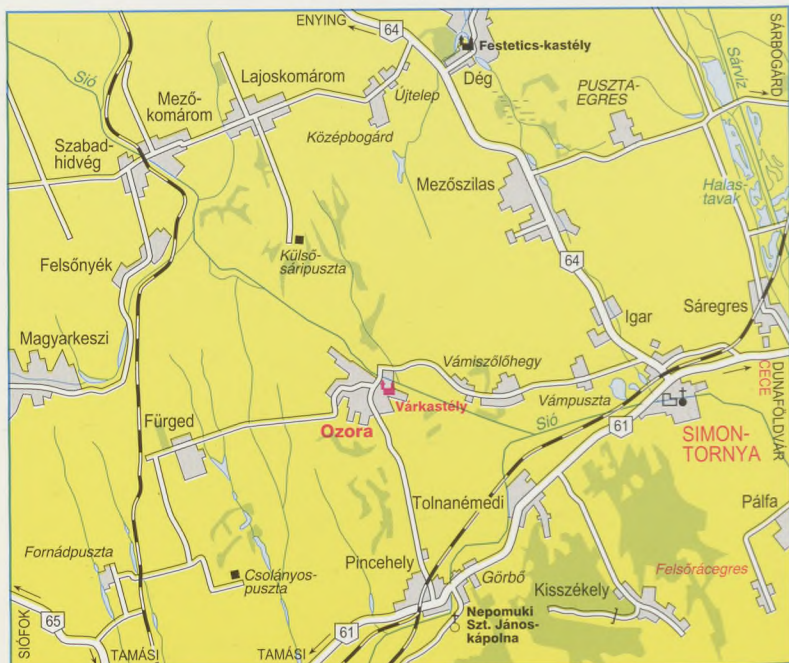 ENYING
64
Festetics-kastély
Dég
SÁRBOGÁRD
Sió
Sárvíz
Lajoskomárom
Mező-
komárom
Újtelep
PUSZTA-
EGRES
Középbogárd
Szabad-
hidvég
Mezőszilas
Halas-
tavak
Külső-
sáripuszta
Felsőnyék
64
Igar
Sáregres
Magyarkeszi
Vámiszőlőhegy
Várkastély
Vámpuszta
CECE
DUNAFÖLDVÁR
Fürged
Ozora
Sió
61
SIMON-
TORNYA
Tolnanémedi
Pálfa
Fornádpuszta
Pincehely
Csolányos-
puszta
Görbő
Kisszékely
Felsőrácegres
65
SIÓFOK
TAMÁSI
TAMÁSI
61
Nepomuki
Szt. János-
kápolna